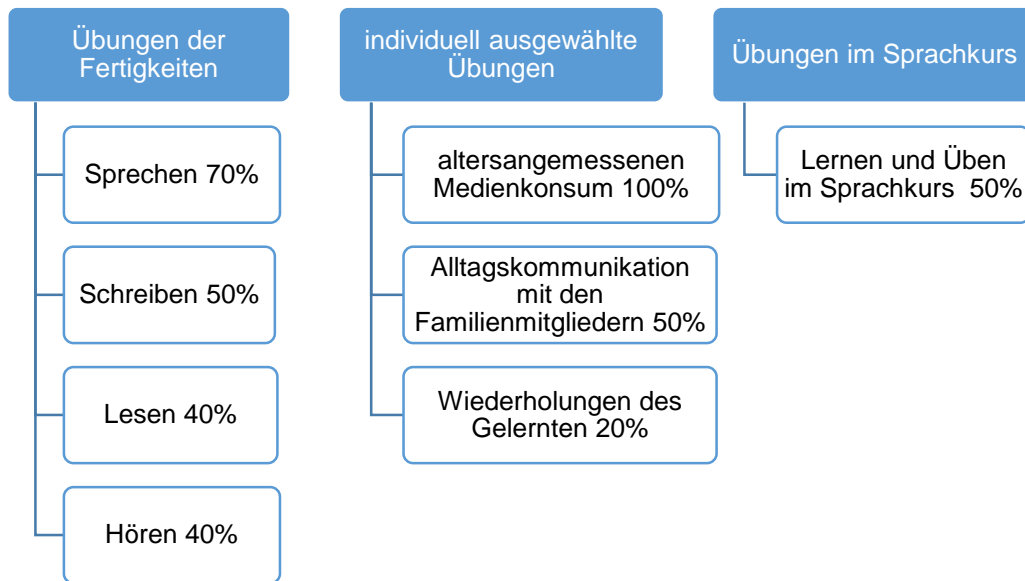 Übungen der
Fertigkeiten
Sprechen 70%
Schreiben 50%
Lesen 40%
Hören 40%
individuell ausgewählte
Übungen
altersangemessenen
Medienkonsum 100%
Alltagskommunikation
mit den
Familienmitgliedern 50%
Wiederholungen des
Gelernten 20%
Übungen im Sprachkurs
Lernen und Üben
im Sprachkurs 50%